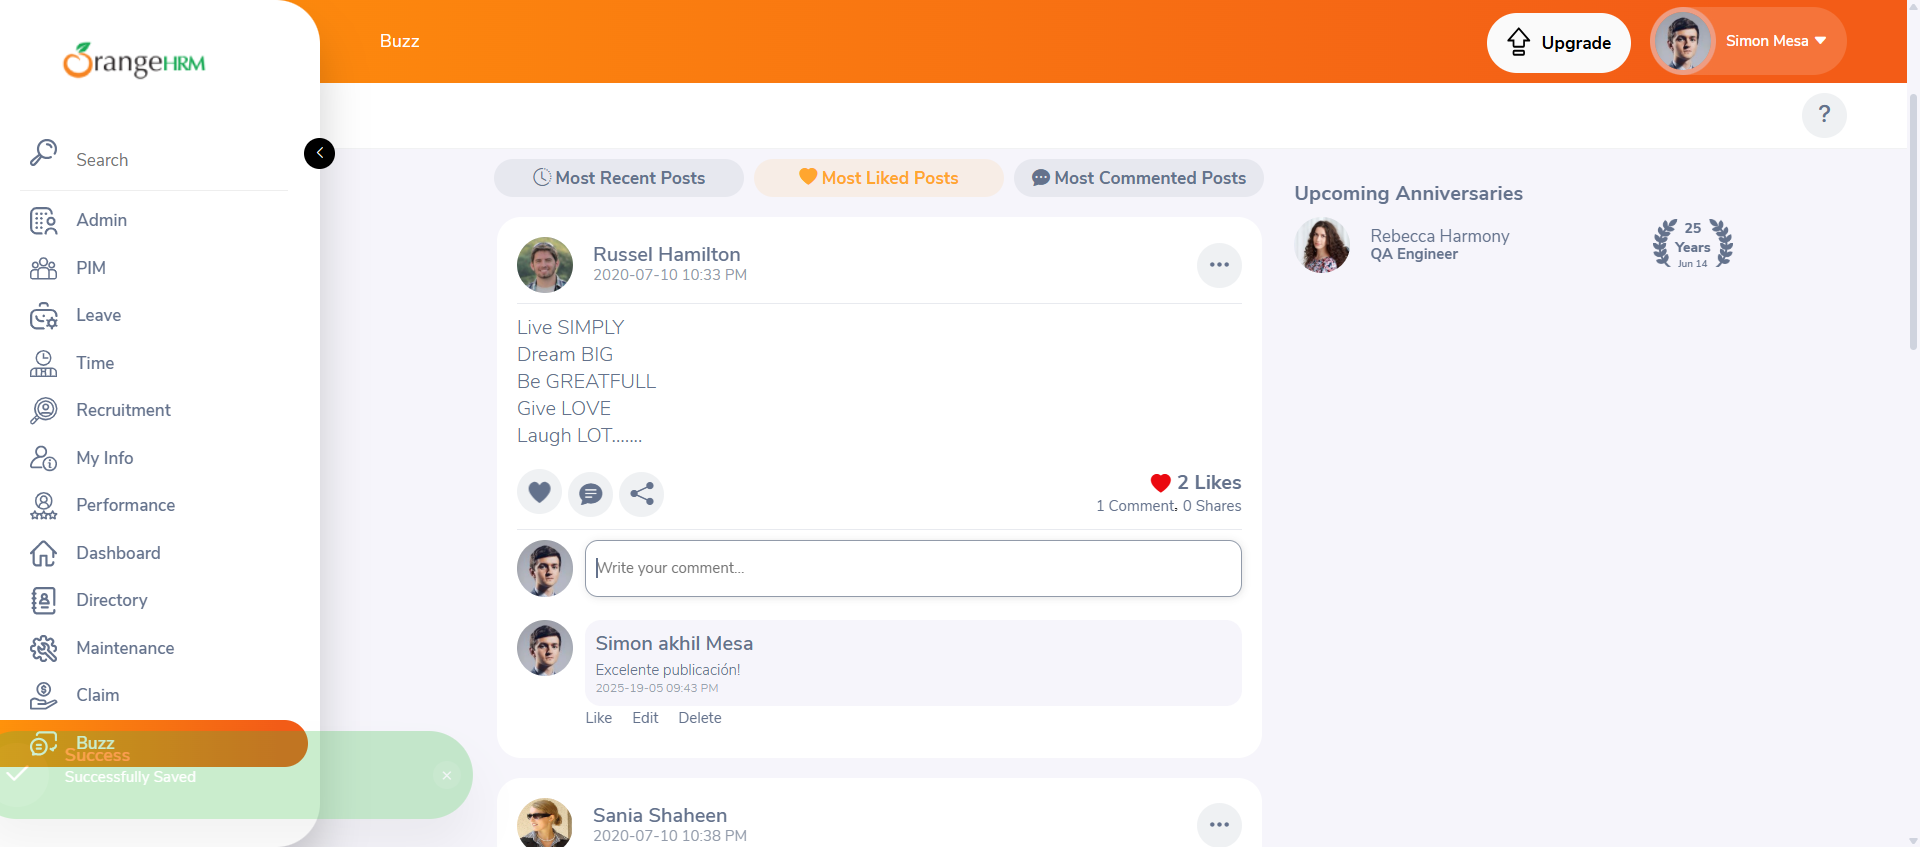 OrangeHRM
Search
Admin
PIM
Leave
Time
Recruitment
My Info
Performance
Dashboard
Directory
Maintenance
Claim
Buzz
Success
Successfully Saved
Buzz
Upgrade
Simon Mesa
?
Most Recent Posts
Most Liked Posts
Most Commented Posts
Russel Hamilton
2020-07-10 10:33 PM
Live SIMPLY
Dream BIG
Be GREATFULL
Give LOVE
Laugh LOT.......
2 Likes
1 Comment, 0 Shares
Write your comment...
Simon akhil Mesa
Excelente publicación!
2025-19-05 09:43 PM
Like Edit Delete
Sania Shaheen
2020-07-10 10:38 PM
Upcoming Anniversaries
Rebecca Harmony
QA Engineer
25
Years
Jun 14